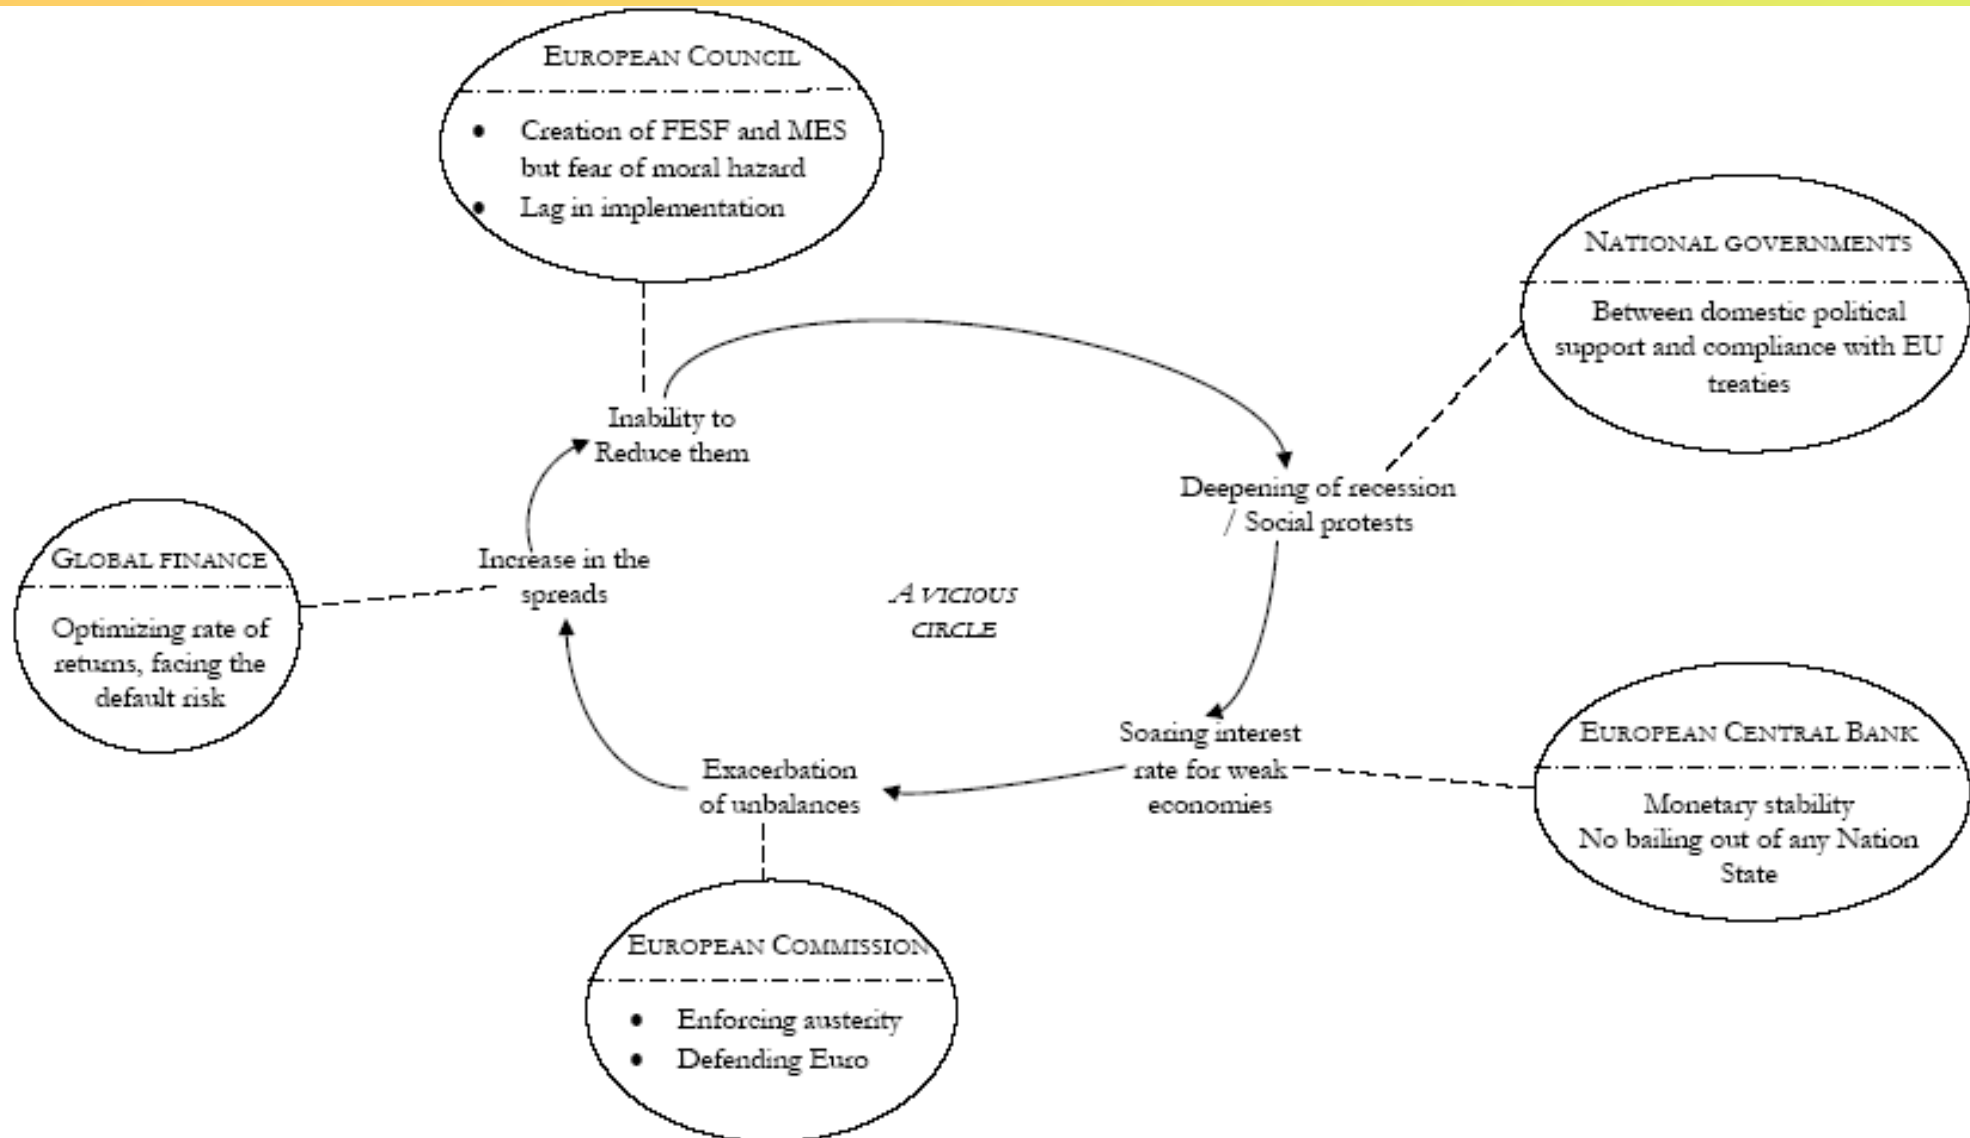 EUROPEAN COUNCIL
• Creation of FESF and MES
but fear of moral hazard
• Lag in implementation
NATIONAL GOVERNMENTS
Between domestic political
support and compliance with EU
treaties
Inability to
Reduce them
Deepening of recession
/ Social protests
GLOBAL FINANCE
Optimizing rate of
returns, facing the
default risk
Increase in the
spreads
A VICIOUS
CIRCLE
Soaring interest
rate for weak
economies
EUROPEAN CENTRAL BANK
Monetary stability
No bailing out of any Nation
State
Exacerbation
of unbalances
EUROPEAN COMMISSION
• Enforcing austerity
• Defending Euro